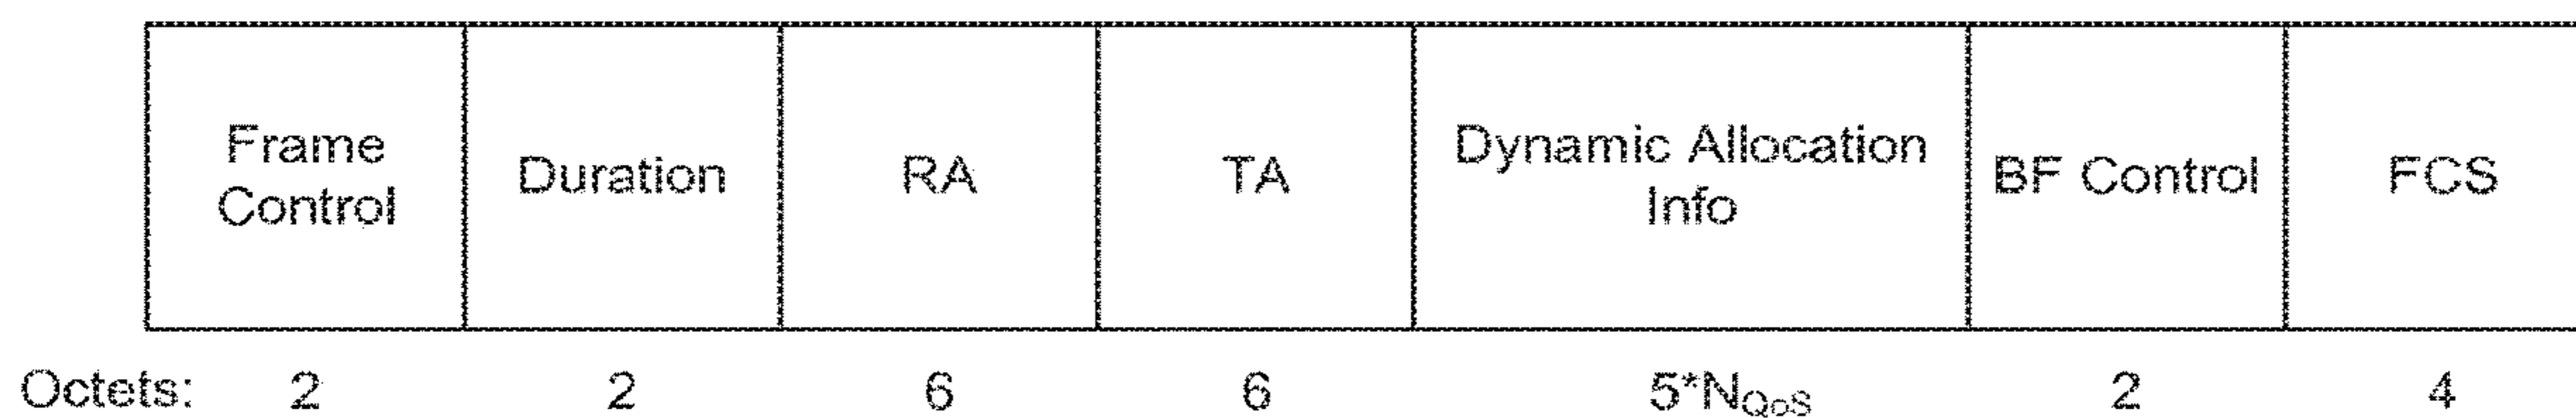 Frame
Control
Duration
RA
TA
Dynamic Allocation
Info
BF Control
FCS
Octets: 2 2 6 6 5*NQoS 2 4